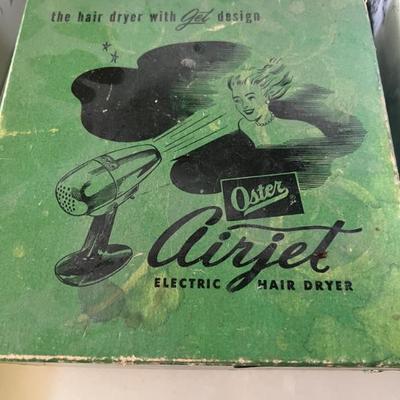 the hair dryer with jet design
Oster
Airjet
ELECTRIC HAIR DRYER